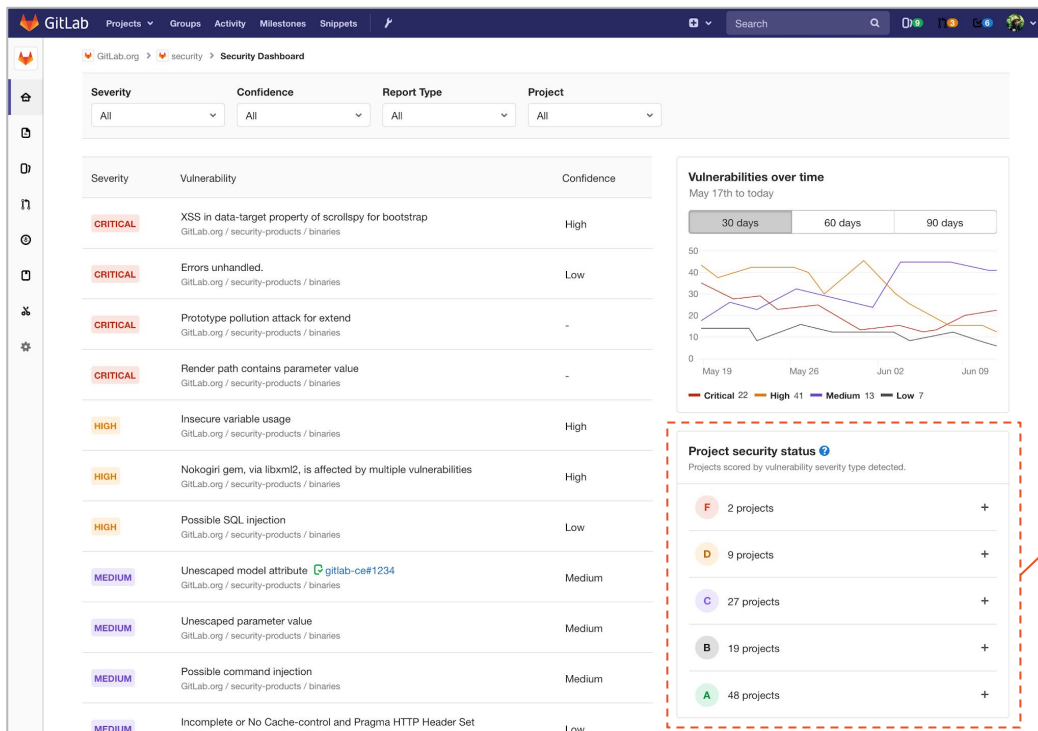 GitLab Projects Groups Activity Milestones Snippets Search 9 3 6
GitLab.org > security > Security Dashboard
Severity Confidence Report Type Project
All All All All
Severity Vulnerability Confidence
CRITICAL XSS in data-target property of scrollspy for bootstrap High
GitLab.org / security-products / binaries
CRITICAL Errors unhandled. Low
GitLab.org / security-products / binaries
CRITICAL Prototype pollution attack for extend -
GitLab.org / security-products / binaries
CRITICAL Render path contains parameter value -
GitLab.org / security-products / binaries
HIGH Insecure variable usage High
GitLab.org / security-products / binaries
HIGH Nokogiri gem, via libxml2, is affected by multiple vulnerabilities High
GitLab.org / security-products / binaries
HIGH Possible SQL injection Low
GitLab.org / security-products / binaries
MEDIUM Unescaped model attribute gitlab-ce#1234 Medium
GitLab.org / security-products / binaries
MEDIUM Unescaped parameter value Medium
GitLab.org / security-products / binaries
MEDIUM Possible command injection Medium
GitLab.org / security-products / binaries
MEDIUM Incomplete or No Cache-control and Pragma HTTP Header Set Low
Vulnerabilities over time
May 17th to today
30 days 60 days 90 days
50
40
30
20
10
0
May 19 May 26 Jun 02 Jun 09
Critical 22 High 41 Medium 13 Low 7
Project security status ?
Projects scored by vulnerability severity type detected.
F 2 projects +
D 9 projects +
C 27 projects +
B 19 projects +
A 48 projects +